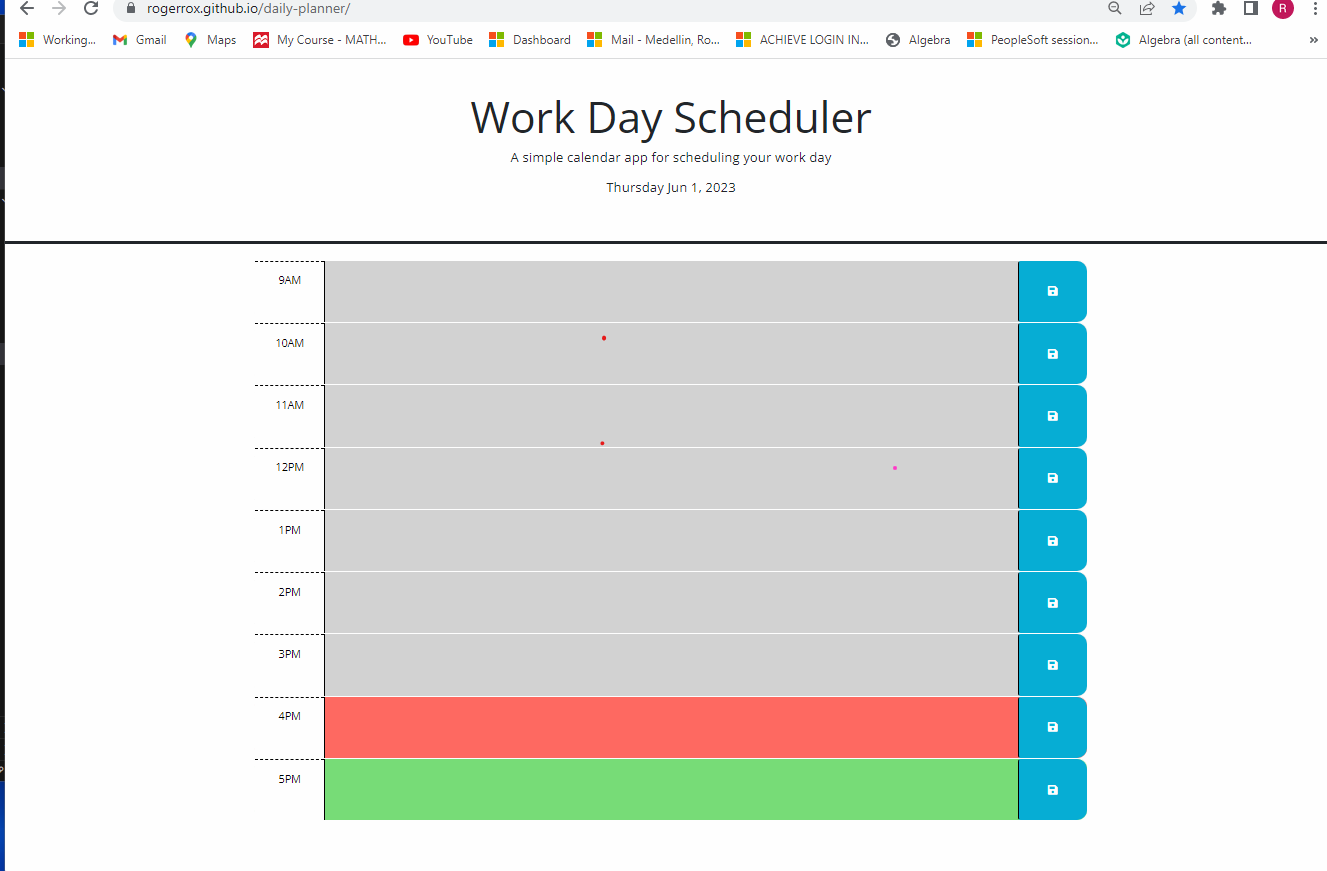 rogerrox.github.io/daily-planner/
R
Working... Gmail Maps My Course - MATH... YouTube Dashboard Mail - Medellin, Ro... ACHIEVE LOGIN IN... Algebra PeopleSoft session... Algebra (all content... »
Work Day Scheduler
A simple calendar app for scheduling your work day
Thursday Jun 1, 2023
9AM
10AM
11AM
12PM
1PM
2PM
3PM
4PM
5PM